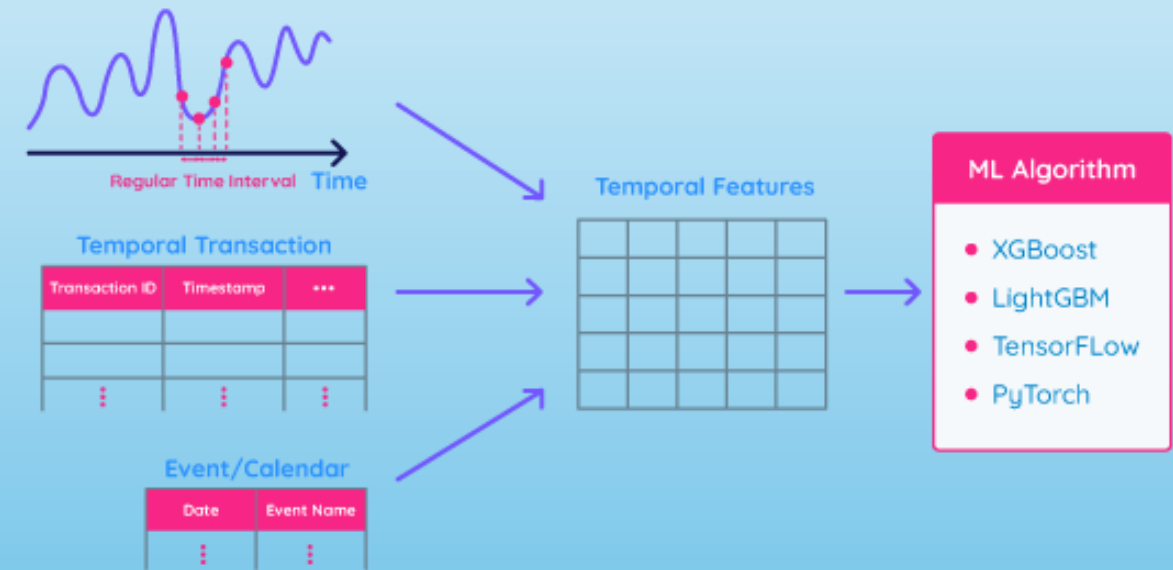 Regular Time Interval
Time
Temporal Transaction
Transaction ID Timestamp •••
Event/Calendar
Date Event Name
Temporal Features
ML Algorithm
• XGBoost
• LightGBM
• TensorFLow
• PyTorch